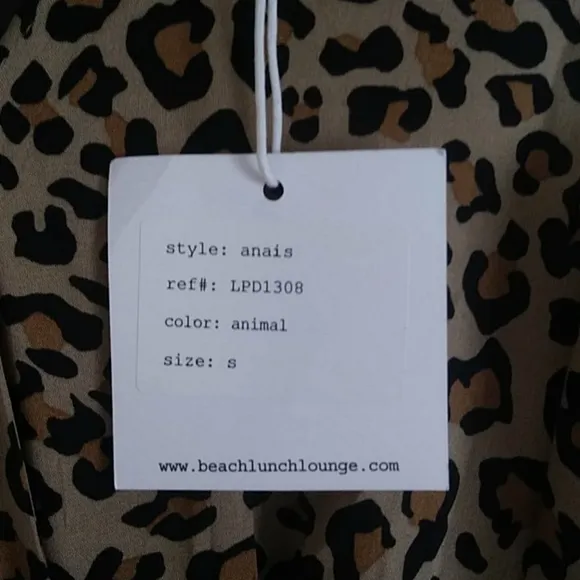 style: anais
ref#: LPD1308
color: animal
size: s
www.beachlunchlounge.com